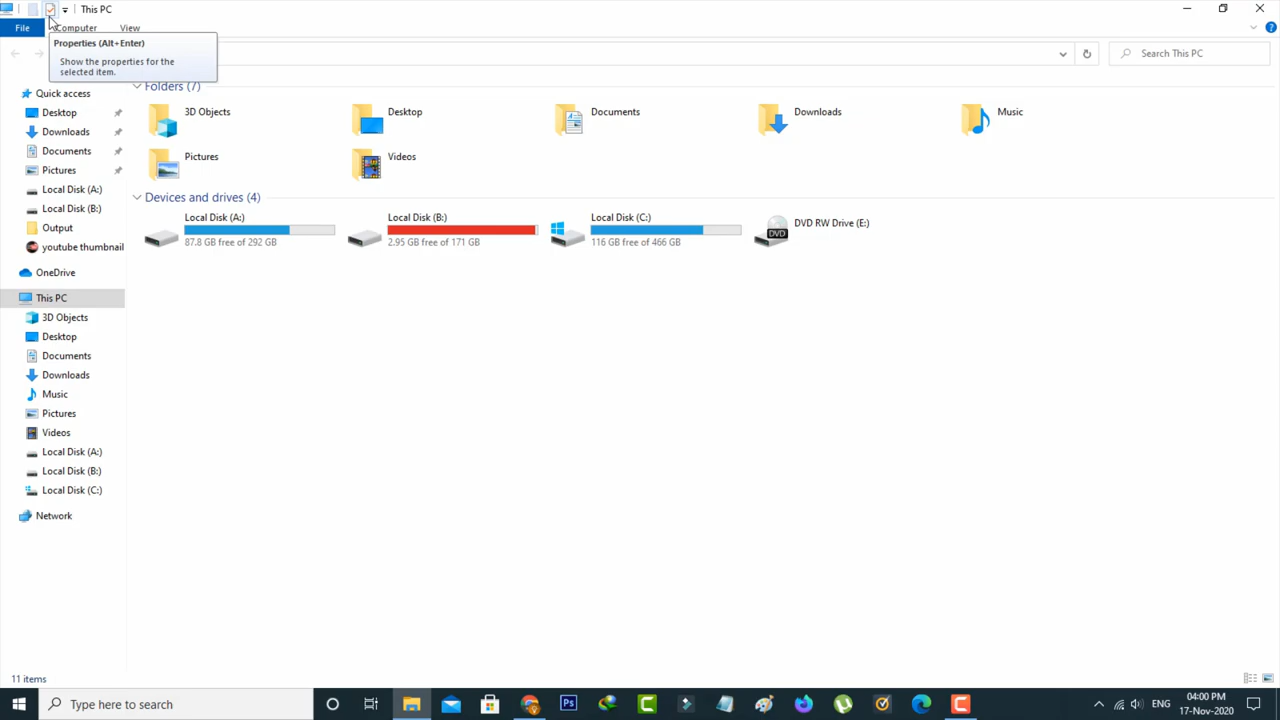 This PC
File
Computer
View
Properties (Alt+Enter)
Show the properties for the
selected item.
Search This PC
Quick access
Desktop
Downloads
Documents
Pictures
Local Disk (A:)
Local Disk (B:)
Output
youtube thumbnail
OneDrive
This PC
3D Objects
Desktop
Documents
Downloads
Music
Pictures
Videos
Local Disk (A:)
Local Disk (B:)
Local Disk (C:)
Network
Folders (7)
3D Objects
Desktop
Documents
Downloads
Music
Pictures
Videos
Devices and drives (4)
Local Disk (A:)
87.8 GB free of 292 GB
Local Disk (B:)
2.95 GB free of 171 GB
Local Disk (C:)
116 GB free of 466 GB
DVD RW Drive (E:)
DVD
11 items
Type here to search
Ps
ENG
04:00 PM
17-Nov-2020